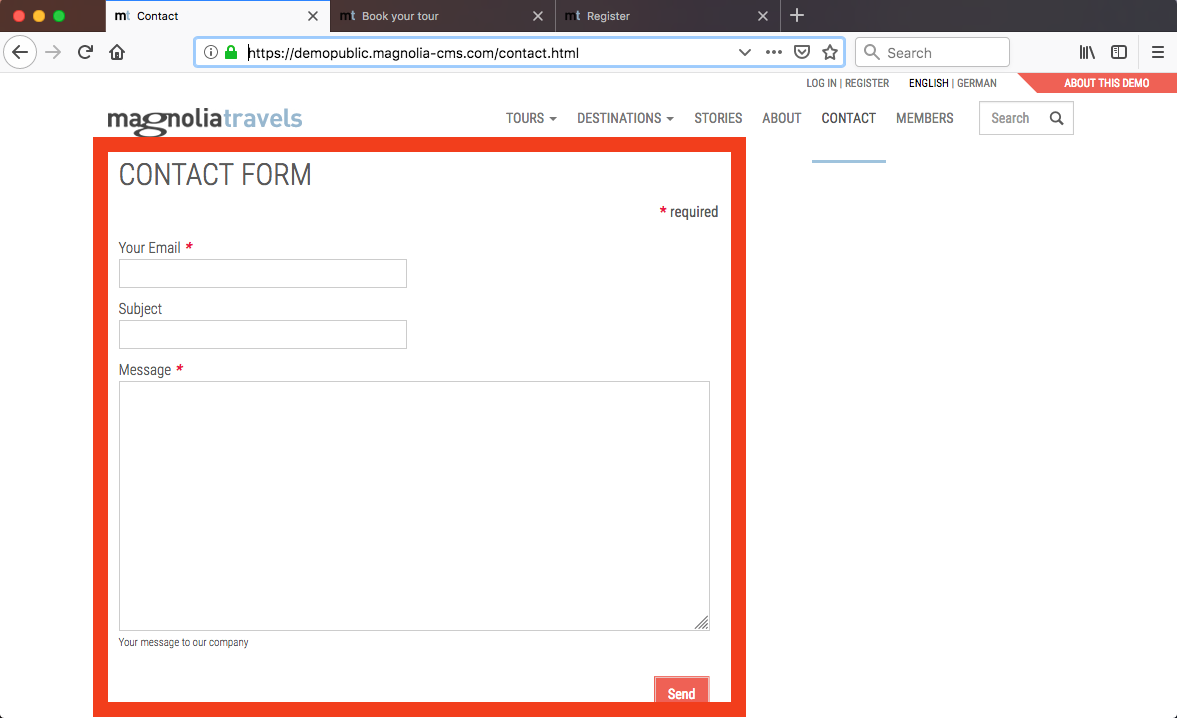 mt Contact
mt Book your tour
mt Register
https://demopublic.magnolia-cms.com/contact.html
Search
LOG IN | REGISTER
ENGLISH | GERMAN
ABOUT THIS DEMO
magnoliatravels
TOURS
DESTINATIONS
STORIES
ABOUT
CONTACT
MEMBERS
Search
CONTACT FORM
* required
Your Email *
Subject
Message *
Your message to our company
Send